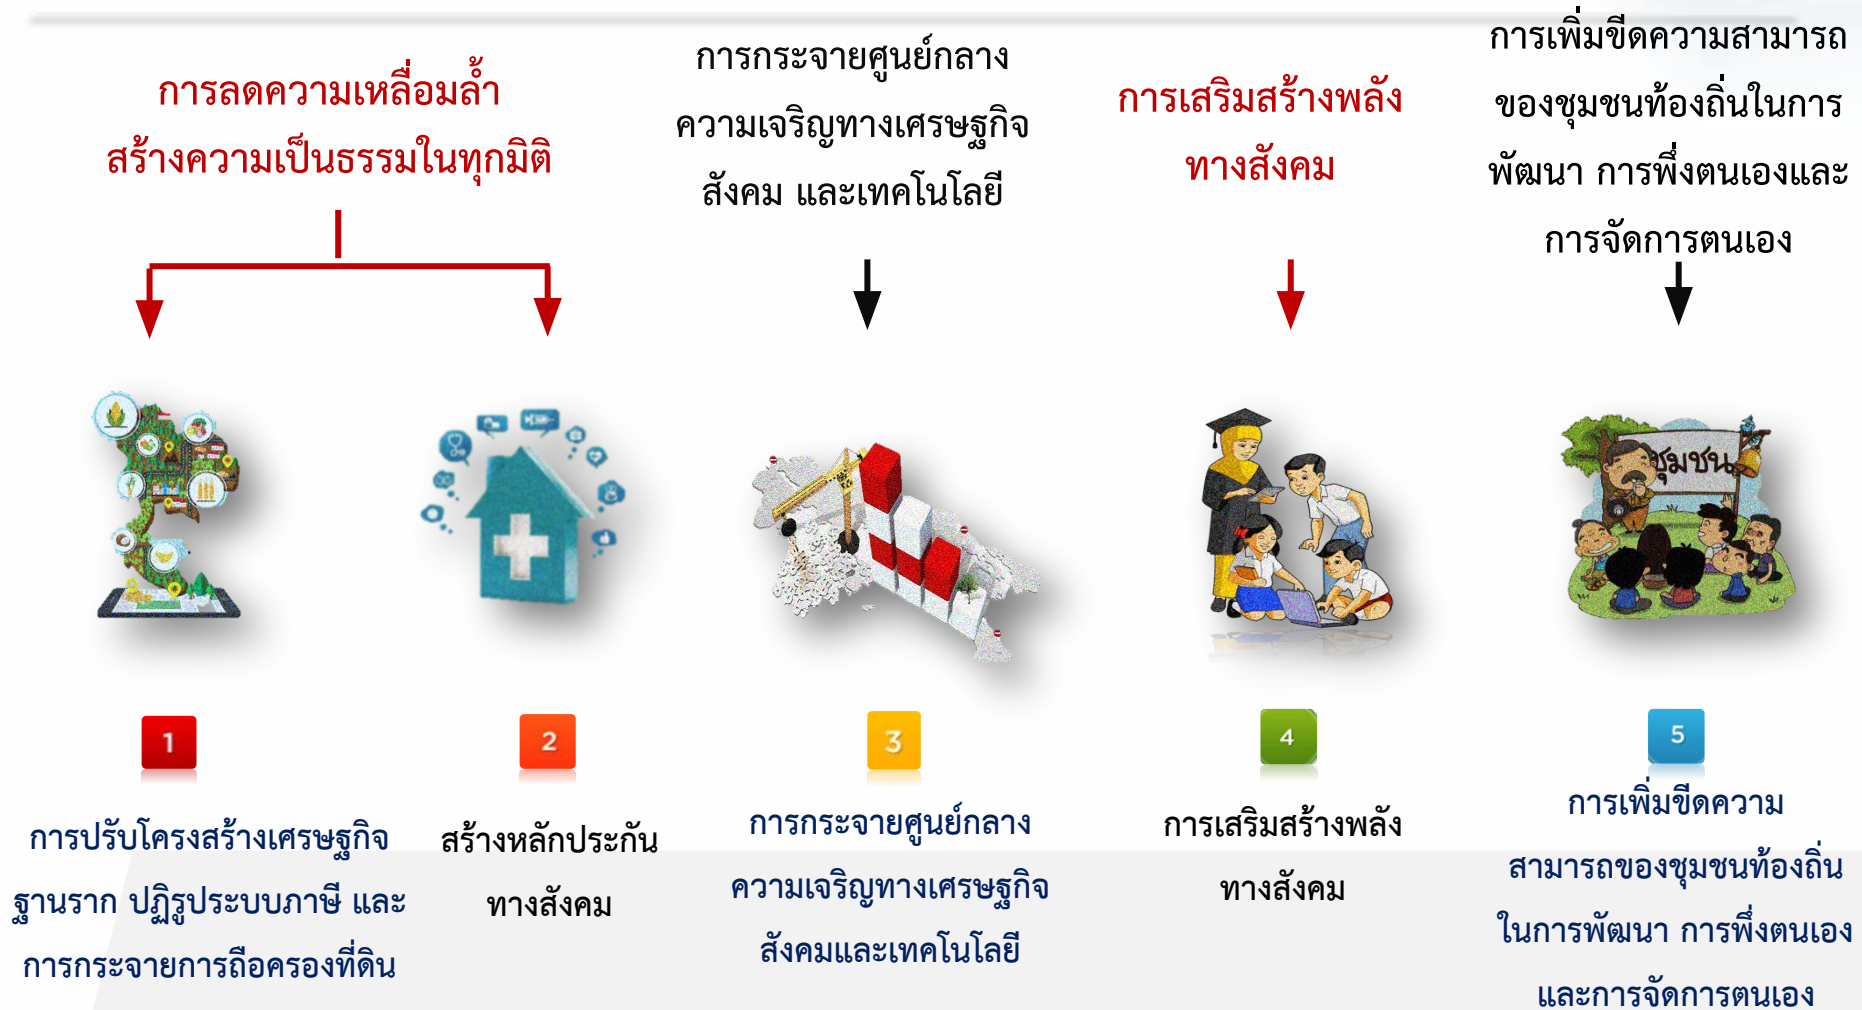 การลดความเหลื่อมล้ำ
สร้างความเป็นธรรมในทุกมิติ
การกระจายศูนย์กลาง
ความเจริญทางเศรษฐกิจ
สังคม และเทคโนโลยี
การเสริมสร้างพลัง
ทางสังคม
การเพิ่มขีดความสามารถ
ของชุมชนท้องถิ่นในการ
พัฒนา การพึ่งตนเองและ
การจัดการตนเอง
ชุมชน
1
การปรับโครงสร้างเศรษฐกิจ
ฐานราก ปฏิรูประบบภาษี และ
การกระจายการถือครองที่ดิน
2
สร้างหลักประกัน
ทางสังคม
3
การกระจายศูนย์กลาง
ความเจริญทางเศรษฐกิจ
สังคมและเทคโนโลยี
4
การเสริมสร้างพลัง
ทางสังคม
5
การเพิ่มขีดความ
สามารถของชุมชนท้องถิ่น
ในการพัฒนา การพึ่งตนเอง
และการจัดการตนเอง